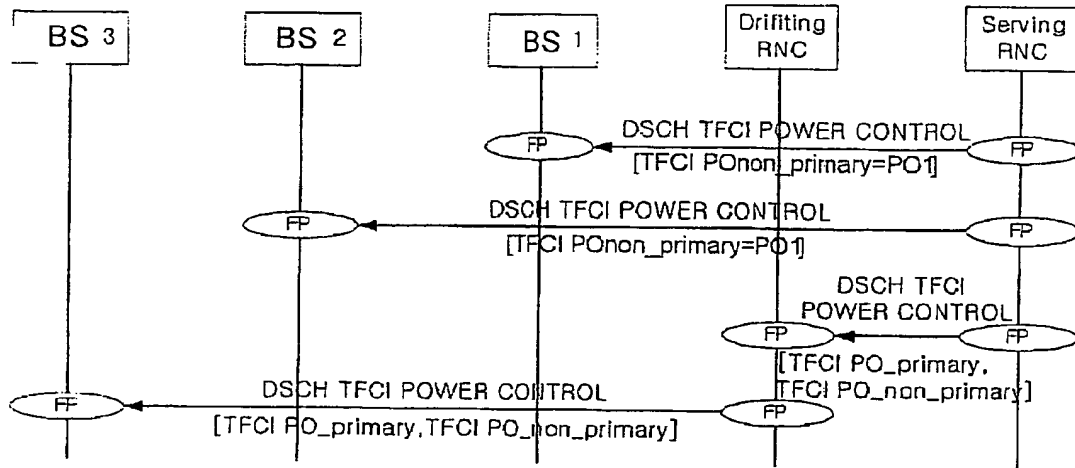 BS 3
BS 2
BS 1
Drifiting
RNC
Serving
RNC
DSCH TFCI POWER CONTROL
FP
FP
[TFCI POnon_primary=PO1]
DSCH TFCI POWER CONTROL
FP
FP
[TFCI POnon_primary=PO1]
DSCH TFCI
POWER CONTROL
FP
FP
[TFCI PO_primary,
TFCI PO_non_primary]
DSCH TFCI POWER CONTROL
FP
FP
[TFCI PO_primary,TFCI PO_non_primary]